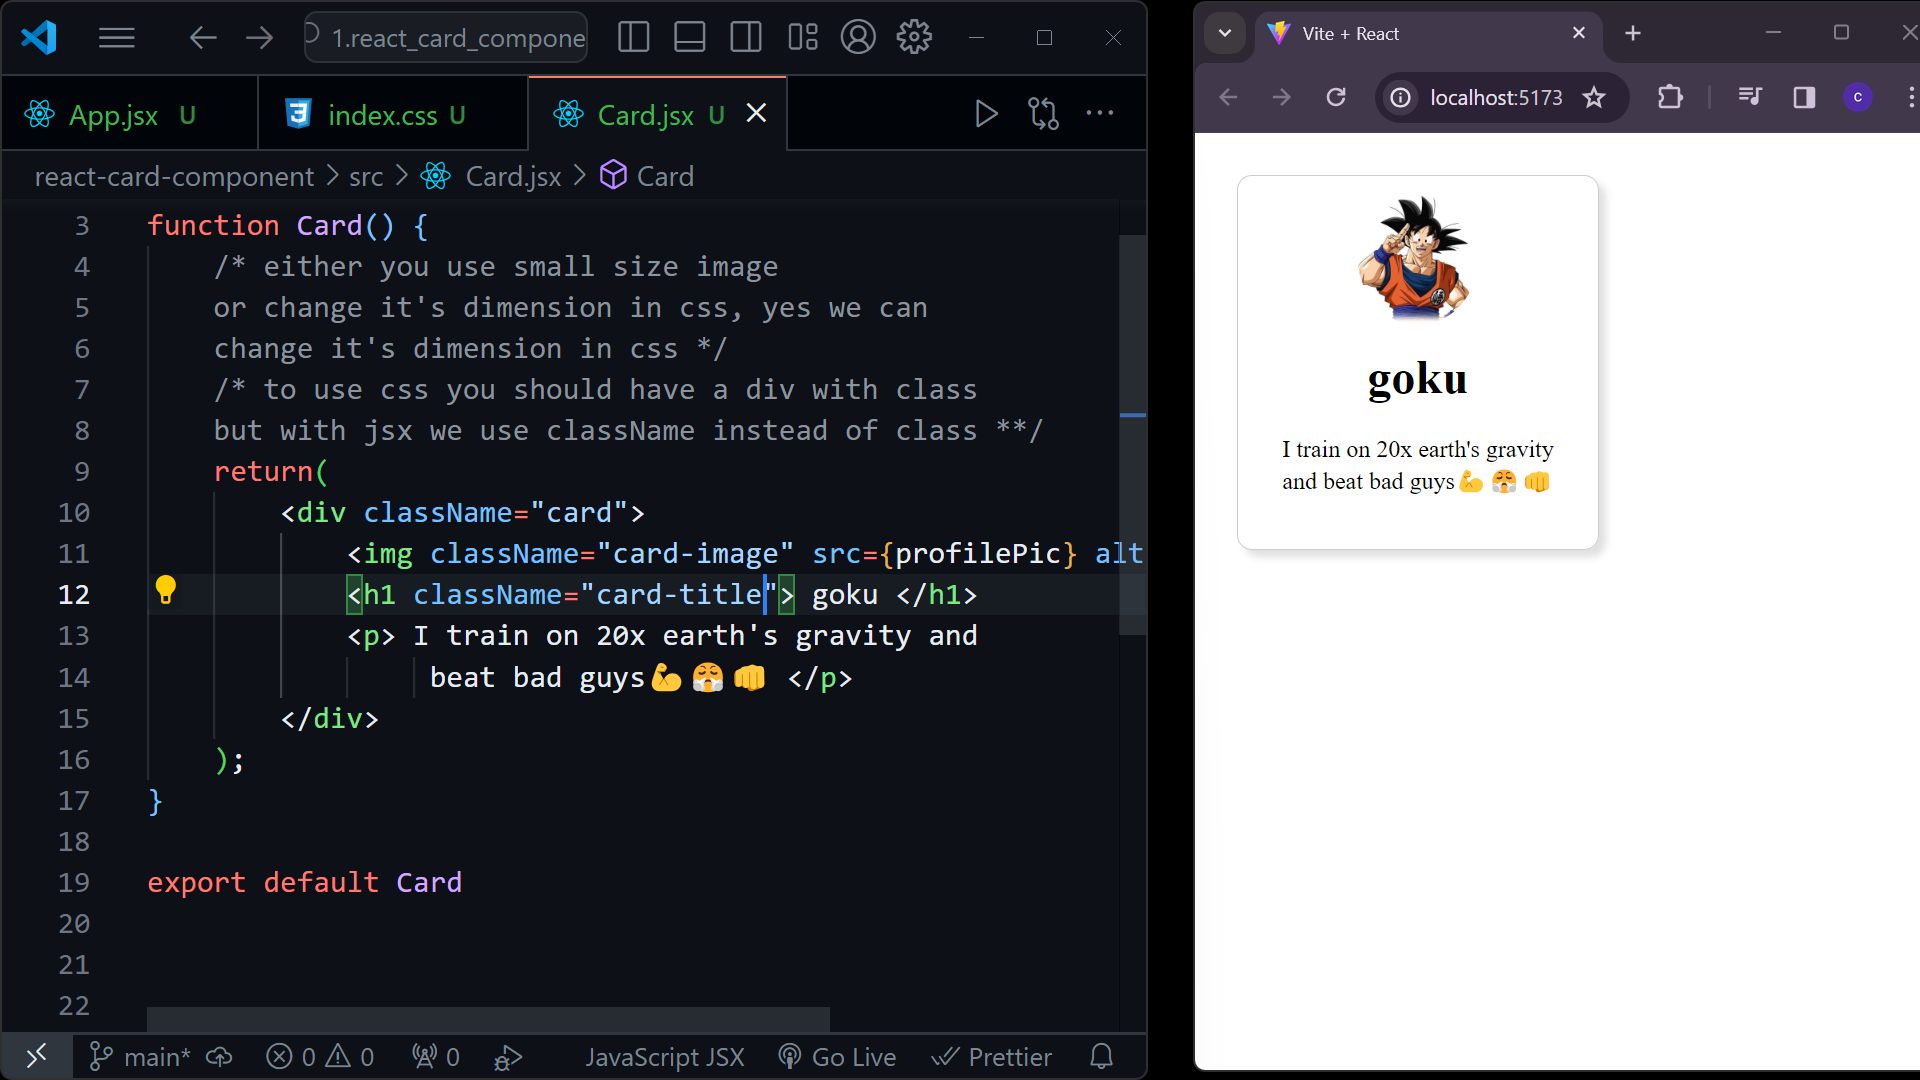 1.react_card_compone
App.jsx U
index.css U
Card.jsx U
react-card-component > src > Card.jsx > Card
3 function Card() {
4 /* either you use small size image
5 or change it's dimension in css, yes we can
6 change it's dimension in css */
7 /* to use css you should have a div with class
8 but with jsx we use className instead of class **/
9 return(
10 <div className="card">
11 <img className="card-image" src={profilePic} alt
12 <h1 className="card-title"> goku </h1>
13 <p> I train on 20x earth's gravity and
14 beat bad guys💪😤👊 </p>
15 </div>
16 );
17 }
18
19 export default Card
20
21
22
main* 0 0 0 JavaScript JSX Go Live Prettier
Vite + React
localhost:5173
c
goku
I train on 20x earth's gravity
and beat bad guys💪😤👊